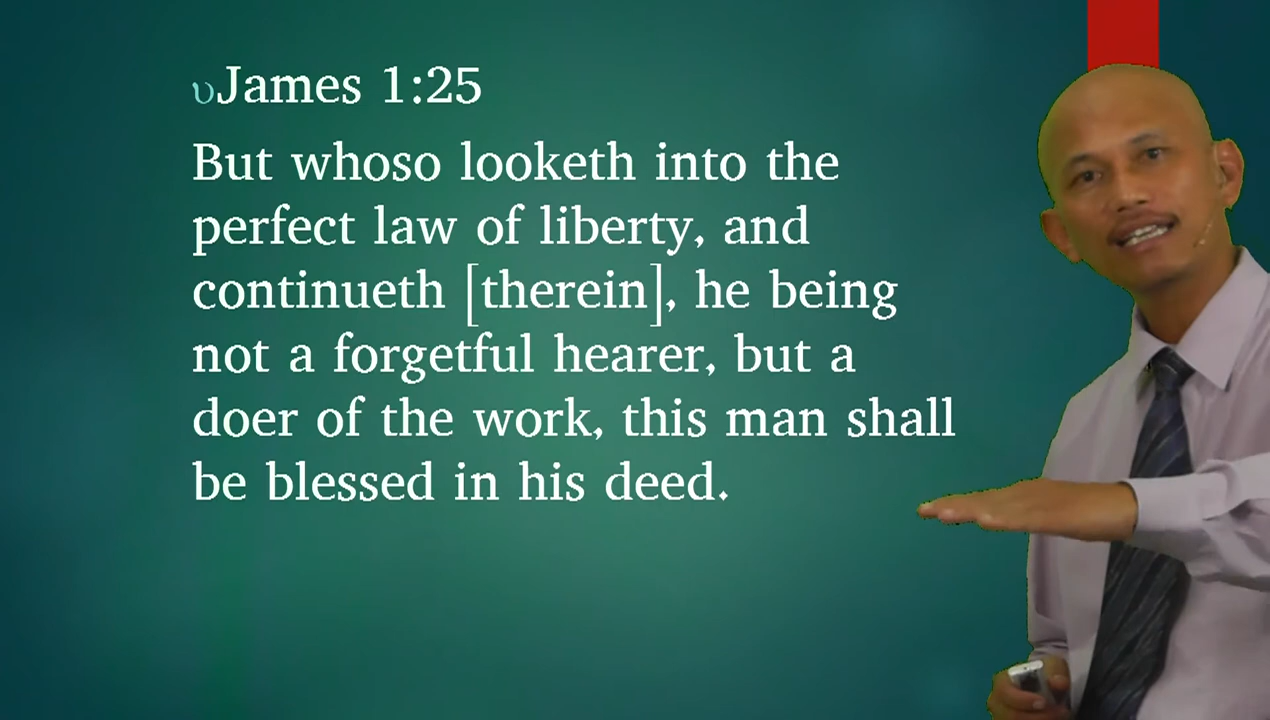 υJames 1:25
But whoso looketh into the
perfect law of liberty, and
continueth [therein], he being
not a forgetful hearer, but a
doer of the work, this man shall
be blessed in his deed.